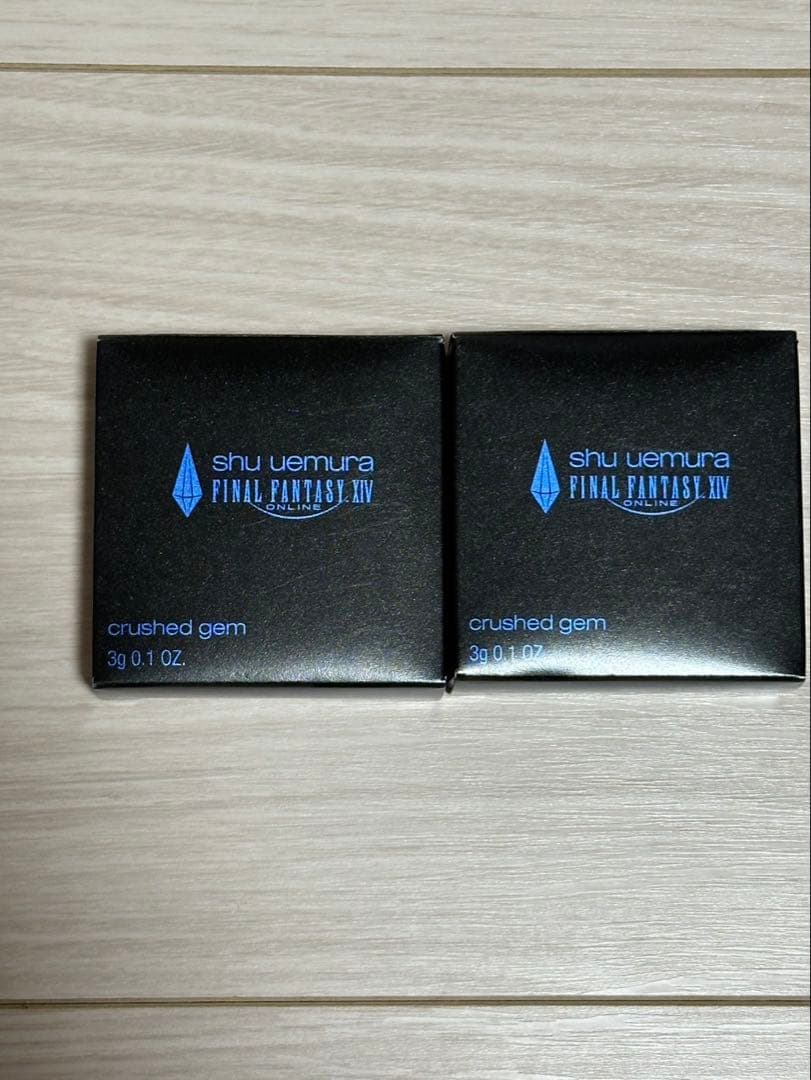 shu uemura
FINAL FANTASY XIV
ONLINE
crushed gem
3g 0.1 OZ.
shu uemura
FINAL FANTASY XIV
ONLINE
crushed gem
3g 0.1 OZ